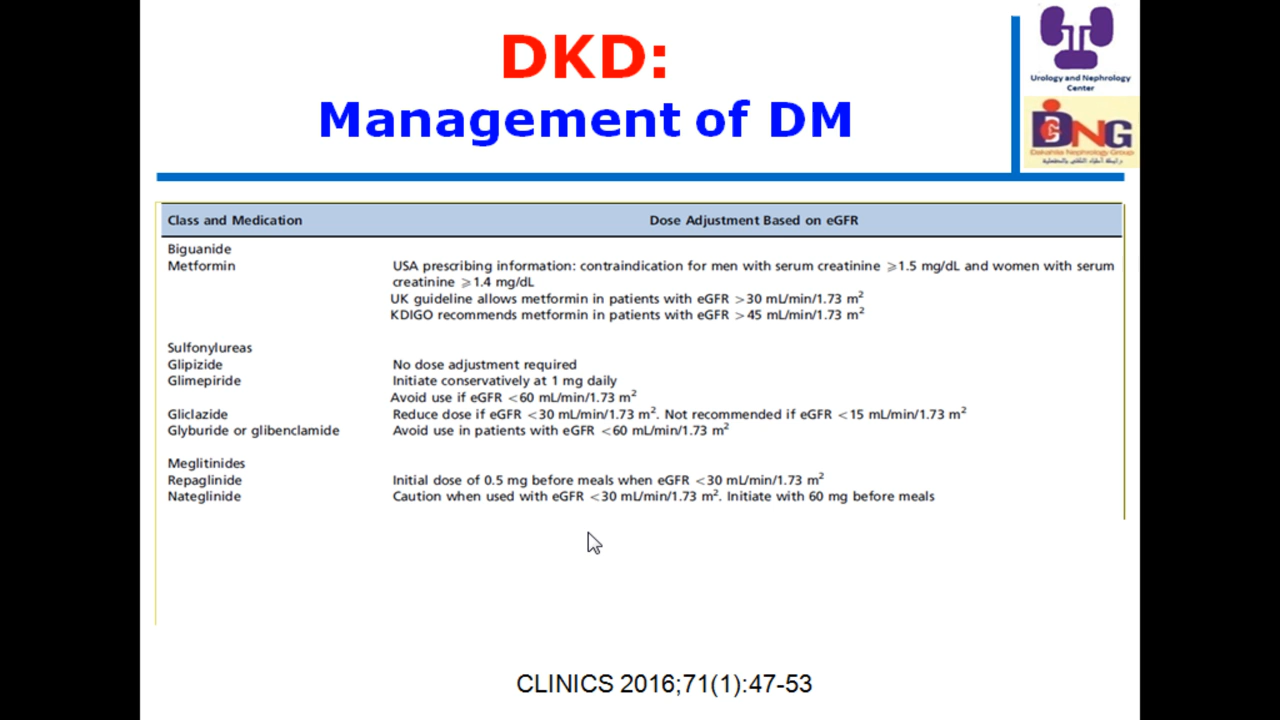 DKD:
Management of DM
Urology and Nephrology
Center
DNG
Dakahlia Nephrology Group
Class and Medication Dose Adjustment Based on eGFR
Biguanide
Metformin USA prescribing information: contraindication for men with serum creatinine ⩾1.5 mg/dL and women with serum
creatinine ⩾1.4 mg/dL
UK guideline allows metformin in patients with eGFR >30 mL/min/1.73 m²
KDIGO recommends metformin in patients with eGFR >45 mL/min/1.73 m²
Sulfonylureas
Glipizide No dose adjustment required
Glimepiride Initiate conservatively at 1 mg daily
Avoid use if eGFR <60 mL/min/1.73 m²
Gliclazide Reduce dose if eGFR <30 mL/min/1.73 m². Not recommended if eGFR <15 mL/min/1.73 m²
Glyburide or glibenclamide Avoid use in patients with eGFR <60 mL/min/1.73 m²
Meglitinides
Repaglinide Initial dose of 0.5 mg before meals when eGFR <30 mL/min/1.73 m²
Nateglinide Caution when used with eGFR <30 mL/min/1.73 m². Initiate with 60 mg before meals
CLINICS 2016;71(1):47-53